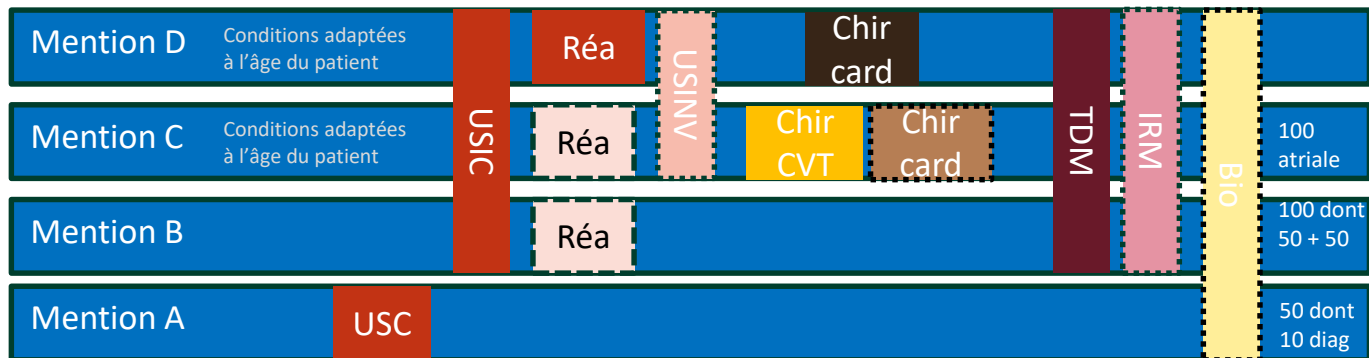 Mention D
Conditions adaptées
à l’âge du patient
Réa
Chir
card
USIC
USINV
TDM
IRM
Bio
Mention C
Conditions adaptées
à l’âge du patient
Réa
Chir
CVT
Chir
card
100
atriale
Mention B
Réa
100 dont
50 + 50
Mention A
USC
50 dont
10 diag